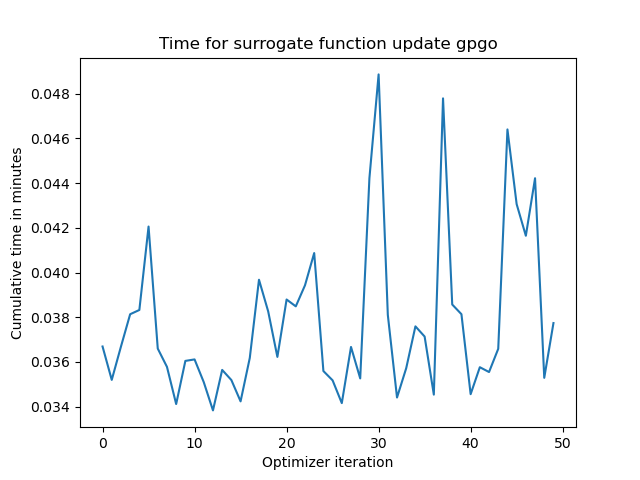 Time for surrogate function update gpgo
Cumulative time in minutes
0.048
0.046
0.044
0.042
0.040
0.038
0.036
0.034
0 10 20 30 40 50
Optimizer iteration